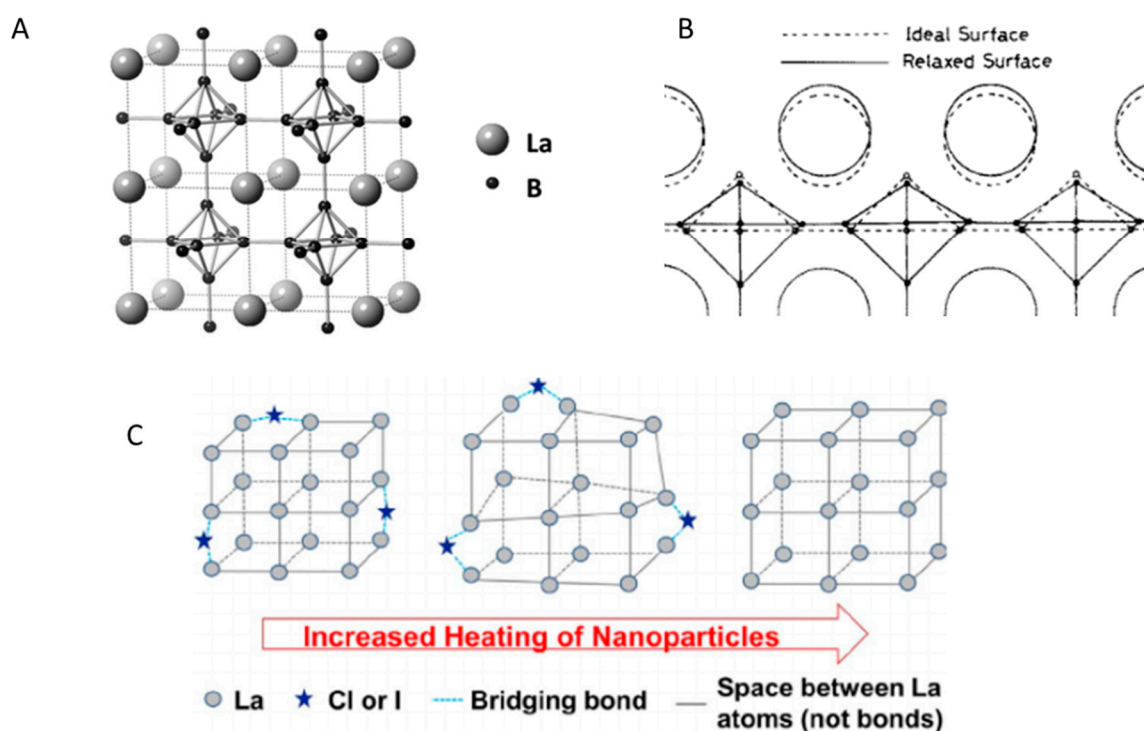 A
B
La
B
Ideal Surface
Relaxed Surface
C
Increased Heating of Nanoparticles
La
Cl or I
Bridging bond
Space between La
atoms (not bonds)